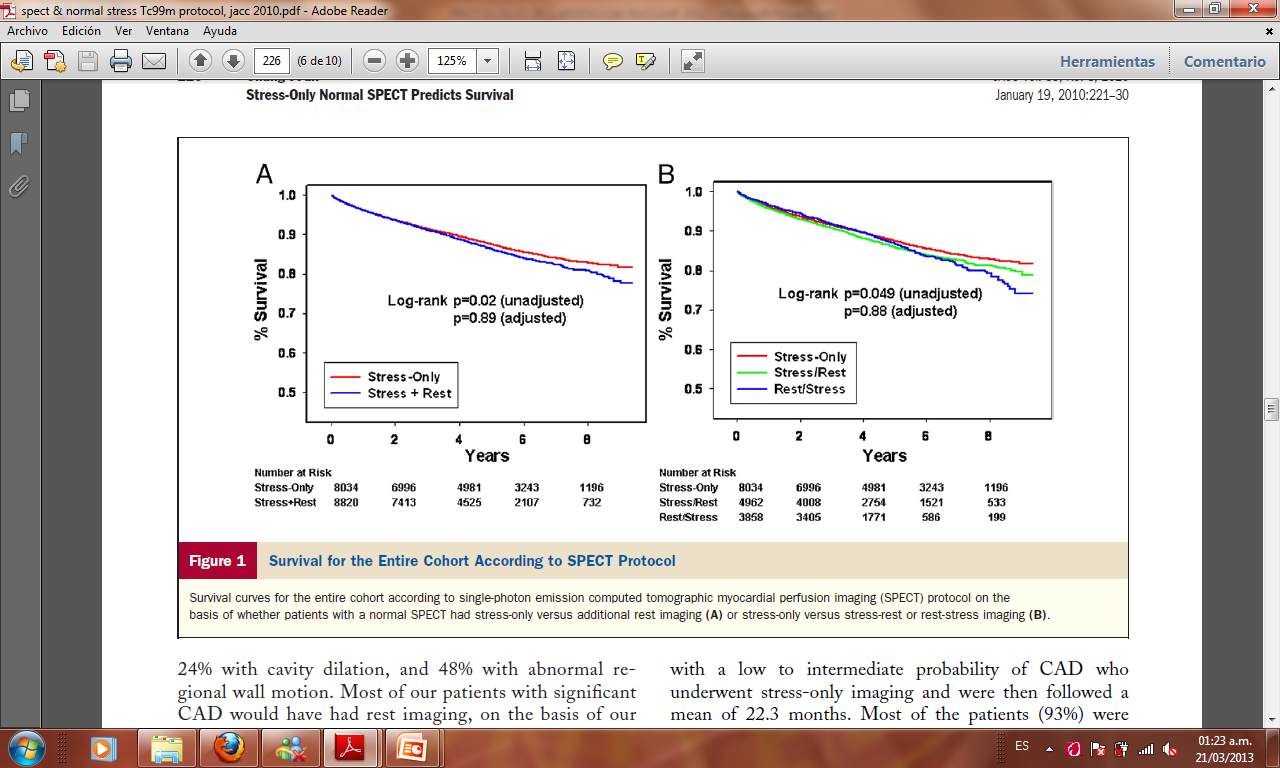 spect & normal stress Tc99m protocol, jacc 2010.pdf - Adobe Reader
Archivo Edición Ver Ventana Ayuda
226 (6 de 10) 125% Herramientas Comentario
Stress-Only Normal SPECT Predicts Survival
January 19, 2010:221–30
A
1.0
0.9
0.8
0.7
0.6
0.5
% Survival
Log-rank p=0.02 (unadjusted)
p=0.89 (adjusted)
Stress-Only
Stress + Rest
0 2 4 6 8
Years
Number at Risk
Stress-Only 8034 6996 4981 3243 1196
Stress+Rest 8820 7413 4525 2107 732
B
1.0
0.9
0.8
0.7
0.6
0.5
% Survival
Log-rank p=0.049 (unadjusted)
p=0.88 (adjusted)
Stress-Only
Stress/Rest
Rest/Stress
0 2 4 6 8
Years
Number at Risk
Stress-Only 8034 6996 4981 3243 1196
Stress/Rest 4962 4008 2754 1521 533
Rest/Stress 3858 3405 1771 586 199
Figure 1 Survival for the Entire Cohort According to SPECT Protocol
Survival curves for the entire cohort according to single-photon emission computed tomographic myocardial perfusion imaging (SPECT) protocol on the
basis of whether patients with a normal SPECT had stress-only versus additional rest imaging (A) or stress-only versus stress-rest or rest-stress imaging (B).
24% with cavity dilation, and 48% with abnormal re-
gional wall motion. Most of our patients with significant
CAD would have had rest imaging, on the basis of our
with a low to intermediate probability of CAD who
underwent stress-only imaging and were then followed a
mean of 22.3 months. Most of the patients (93%) were
ES
01:23 a.m.
21/03/2013